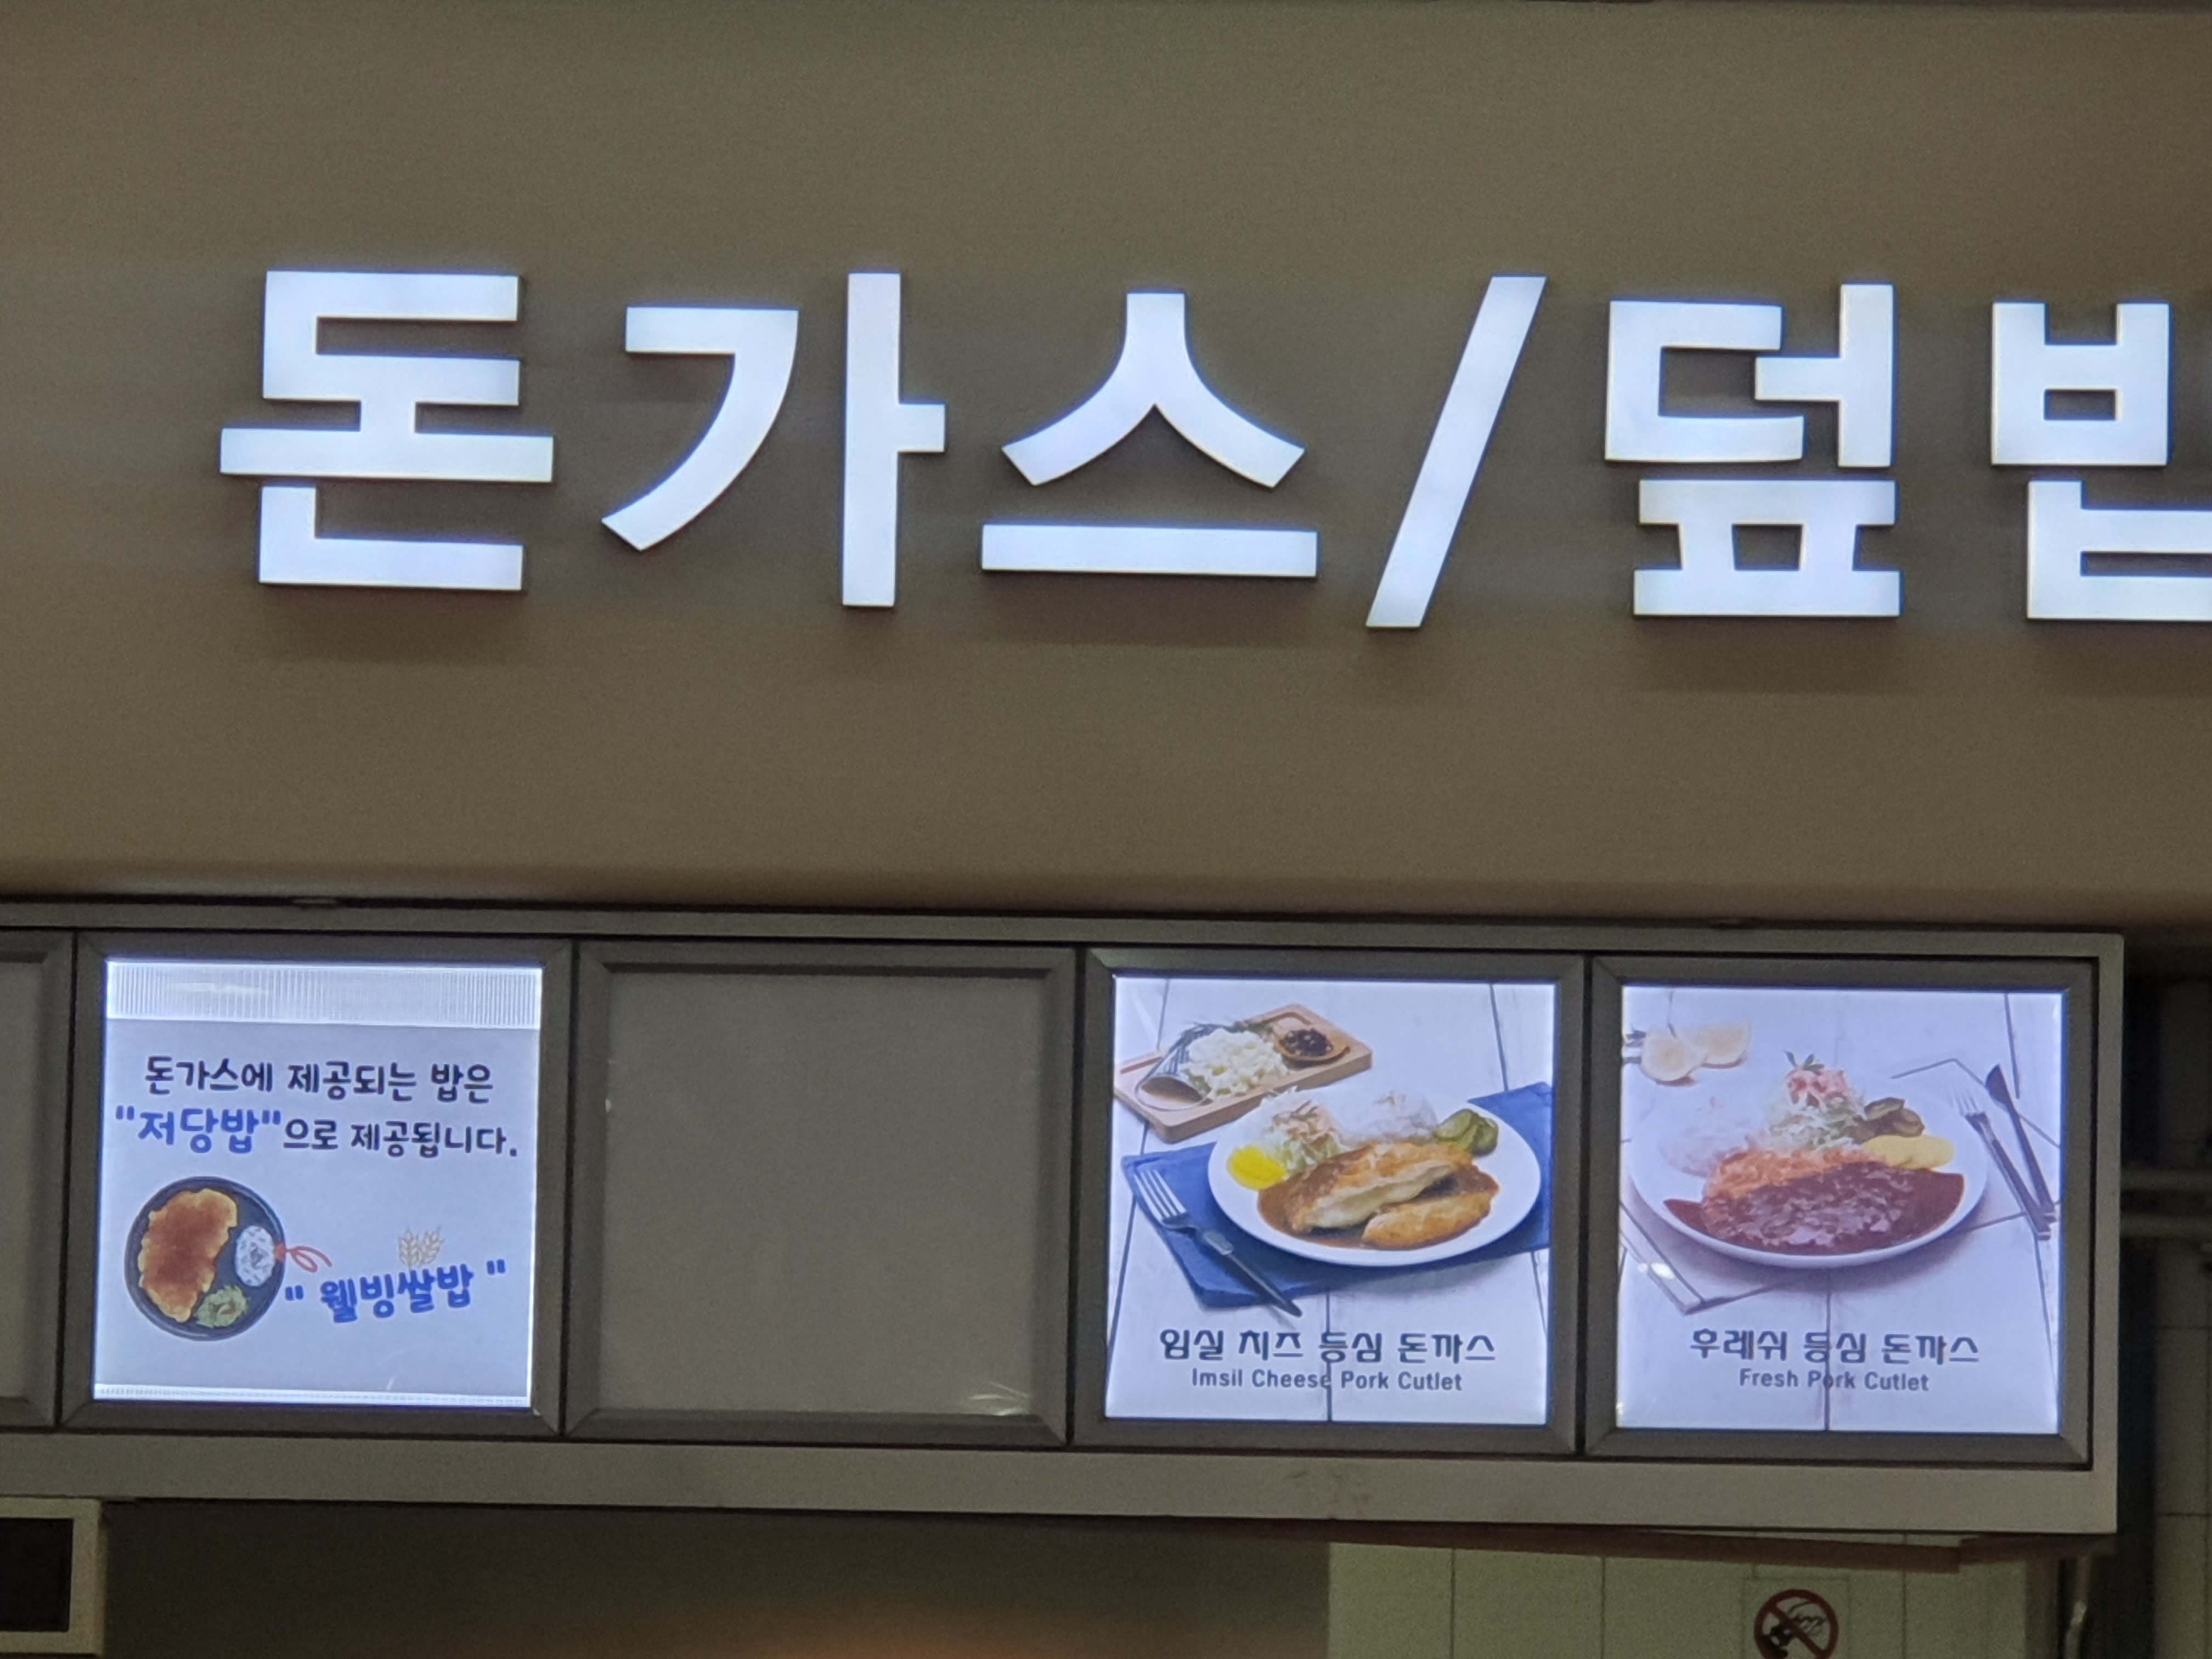 돈가스/덮밥
돈가스에 제공되는 밥은
"저당밥"으로 제공됩니다.
" 웰빙쌀밥 "
임실 치즈 등심 돈까스
Imsil Cheese Pork Cutlet
후레쉬 등심 돈까스
Fresh Pork Cutlet